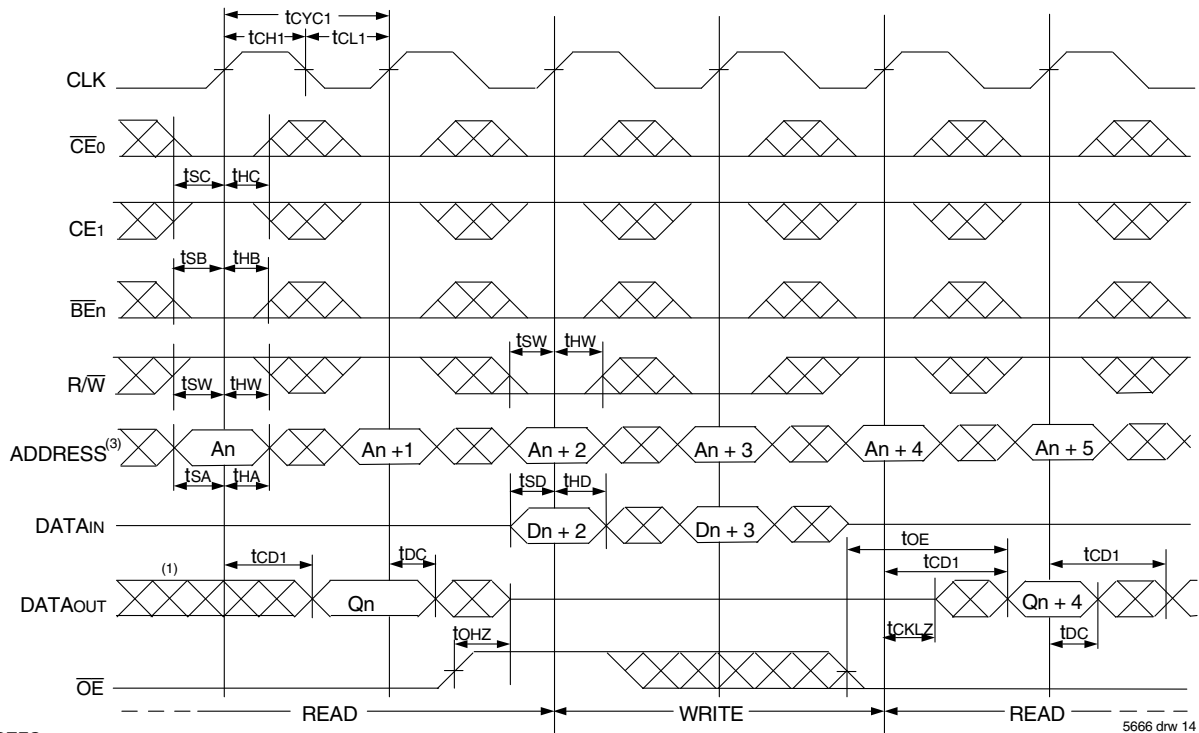 tCYC1
tCH1 tCL1
CLK
CE0
tSC tHC
CE1
tSB tHB
BEn
tSW tHW
R/W
tSW tHW
ADDRESS(3) An An +1 An + 2 An + 3 An + 4 An + 5
tSA tHA
tSD tHD
DATAIN Dn + 2 Dn + 3
tOE
(1) tCD1 tDC tCD1 tCD1
DATAOUT Qn Qn + 4
tOHZ tCKLZ tDC
OE
READ WRITE READ
5666 drw 14